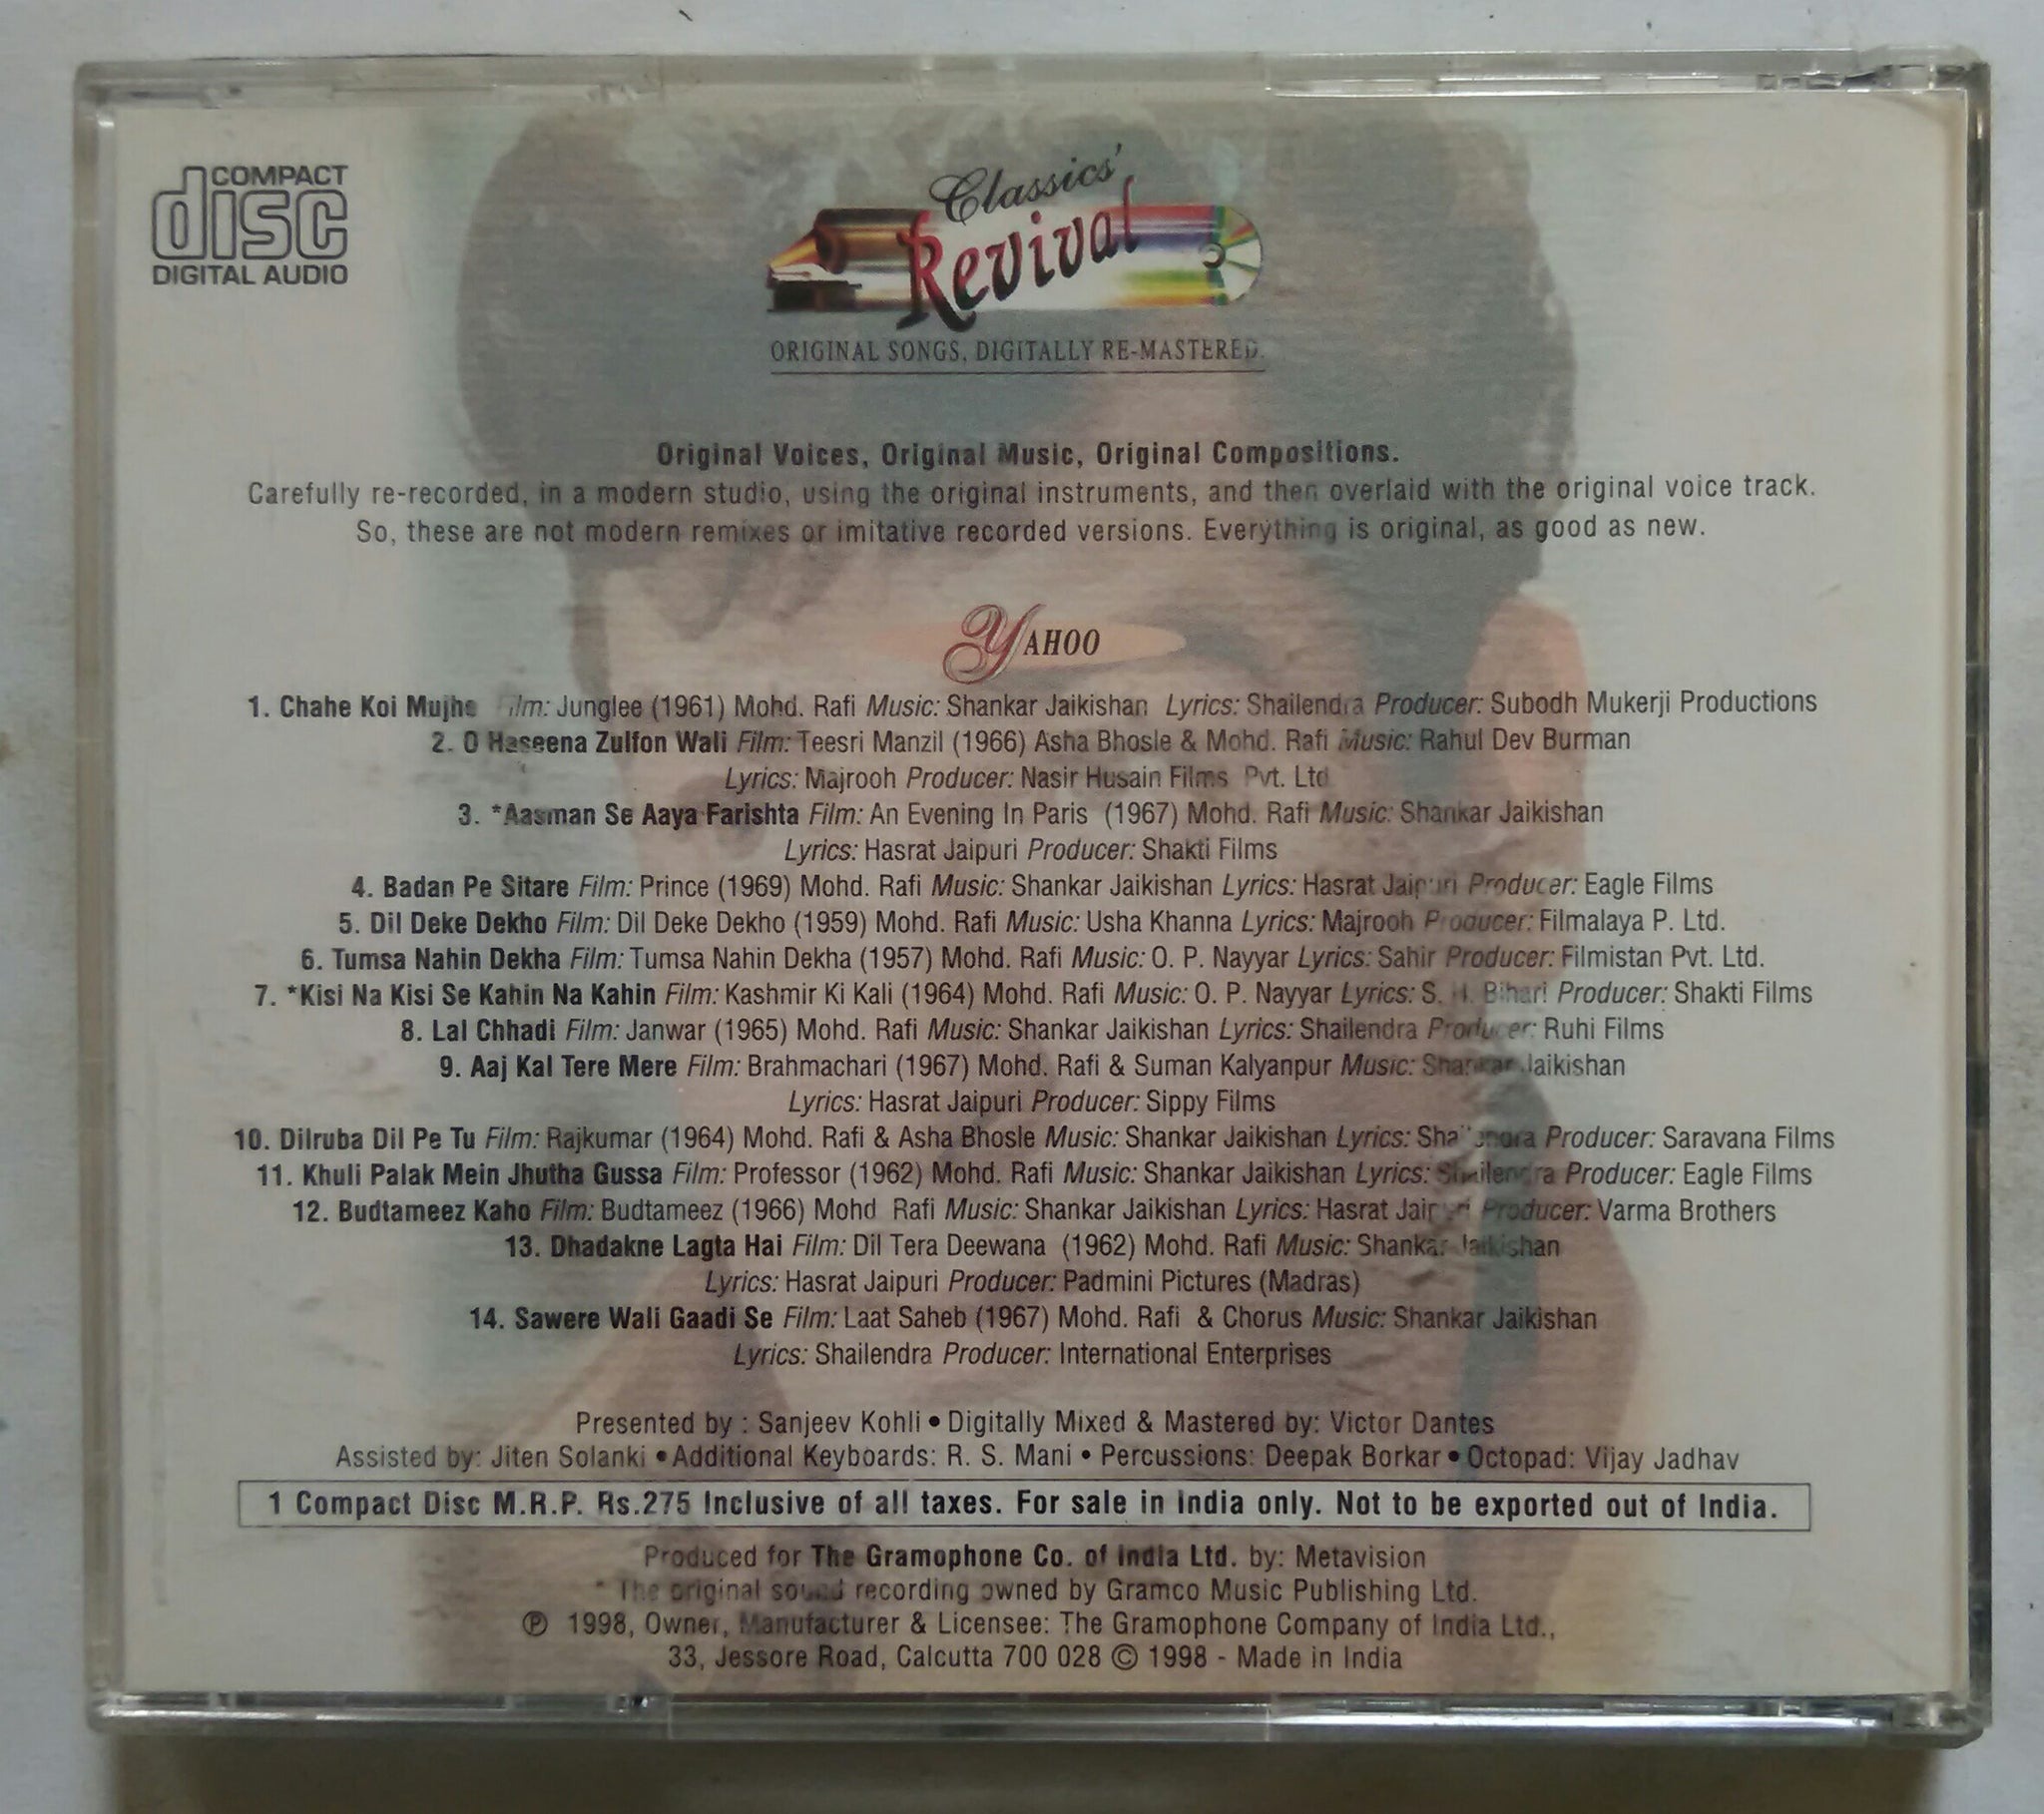 COMPACT
disc
DIGITAL AUDIO
Classics'
Revival
ORIGINAL SONGS, DIGITALLY RE-MASTERED.
Original Voices, Original Music, Original Compositions.
Carefully re-recorded, in a modern studio, using the original instruments, and then overlaid with the original voice track.
So, these are not modern remixes or imitative recorded versions. Everything is original, as good as new.
YAHOO
1. Chahe Koi Mujhe Film: Junglee (1961) Mohd. Rafi Music: Shankar Jaikishan Lyrics: Shailendra Producer: Subodh Mukerji Productions
2. O Haseena Zulfon Wali Film: Teesri Manzil (1966) Asha Bhosle & Mohd. Rafi Music: Rahul Dev Burman
Lyrics: Majrooh Producer: Nasir Husain Films Pvt. Ltd
3. *Aasman Se Aaya Farishta Film: An Evening In Paris (1967) Mohd. Rafi Music: Shankar Jaikishan
Lyrics: Hasrat Jaipuri Producer: Shakti Films
4. Badan Pe Sitare Film: Prince (1969) Mohd. Rafi Music: Shankar Jaikishan Lyrics: Hasrat Jaipuri Producer: Eagle Films
5. Dil Deke Dekho Film: Dil Deke Dekho (1959) Mohd. Rafi Music: Usha Khanna Lyrics: Majrooh Producer: Filmalaya P. Ltd.
6. Tumsa Nahin Dekha Film: Tumsa Nahin Dekha (1957) Mohd. Rafi Music: O. P. Nayyar Lyrics: Sahir Producer: Filmistan Pvt. Ltd.
7. *Kisi Na Kisi Se Kahin Na Kahin Film: Kashmir Ki Kali (1964) Mohd. Rafi Music: O. P. Nayyar Lyrics: S. H. Bihari Producer: Shakti Films
8. Lal Chhadi Film: Janwar (1965) Mohd. Rafi Music: Shankar Jaikishan Lyrics: Shailendra Producer: Ruhi Films
9. Aaj Kal Tere Mere Film: Brahmachari (1967) Mohd. Rafi & Suman Kalyanpur Music: Shankar Jaikishan
Lyrics: Hasrat Jaipuri Producer: Sippy Films
10. Dilruba Dil Pe Tu Film: Rajkumar (1964) Mohd. Rafi & Asha Bhosle Music: Shankar Jaikishan Lyrics: Shailendra Producer: Saravana Films
11. Khuli Palak Mein Jhutha Gussa Film: Professor (1962) Mohd. Rafi Music: Shankar Jaikishan Lyrics: Shailendra Producer: Eagle Films
12. Budtameez Kaho Film: Budtameez (1966) Mohd Rafi Music: Shankar Jaikishan Lyrics: Hasrat Jaipuri Producer: Varma Brothers
13. Dhadakne Lagta Hai Film: Dil Tera Deewana (1962) Mohd. Rafi Music: Shankar Jaikishan
Lyrics: Hasrat Jaipuri Producer: Padmini Pictures (Madras)
14. Sawere Wali Gaadi Se Film: Laat Saheb (1967) Mohd. Rafi & Chorus Music: Shankar Jaikishan
Lyrics: Shailendra Producer: International Enterprises
Presented by : Sanjeev Kohli • Digitally Mixed & Mastered by: Victor Dantes
Assisted by: Jiten Solanki • Additional Keyboards: R. S. Mani • Percussions: Deepak Borkar • Octopad: Vijay Jadhav
1 Compact Disc M.R.P. Rs.275 Inclusive of all taxes. For sale in India only. Not to be exported out of India.
Produced for The Gramophone Co. of India Ltd. by: Metavision
* The original sound recording owned by Gramco Music Publishing Ltd.
Ⓟ 1998, Owner, Manufacturer & Licensee: The Gramophone Company of India Ltd.,
33, Jessore Road, Calcutta 700 028 © 1998 - Made in India